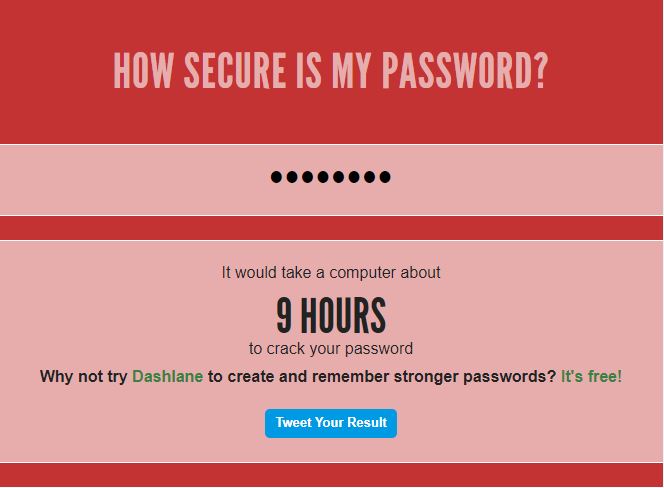 HOW SECURE IS MY PASSWORD?
••••••••
It would take a computer about
9 HOURS
to crack your password
Why not try Dashlane to create and remember stronger passwords? It's free!
Tweet Your Result